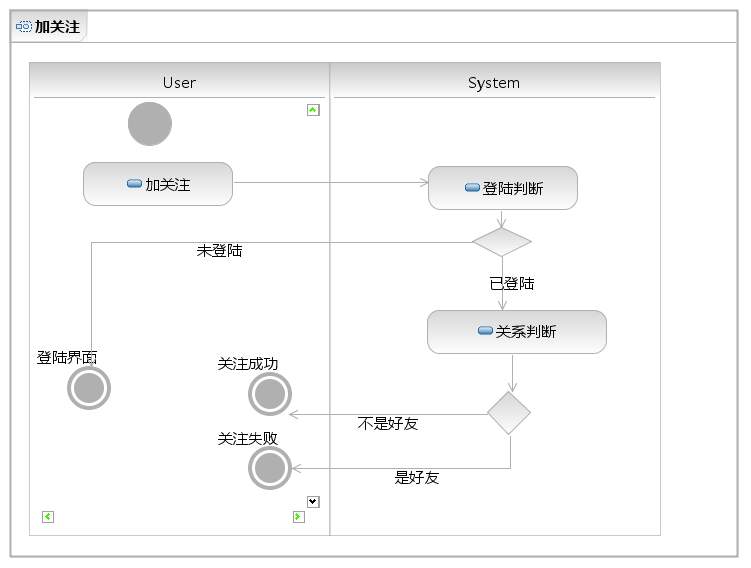 加关注
User
System
加关注
登陆判断
未登陆
已登陆
关系判断
登陆界面
关注成功
不是好友
关注失败
是好友